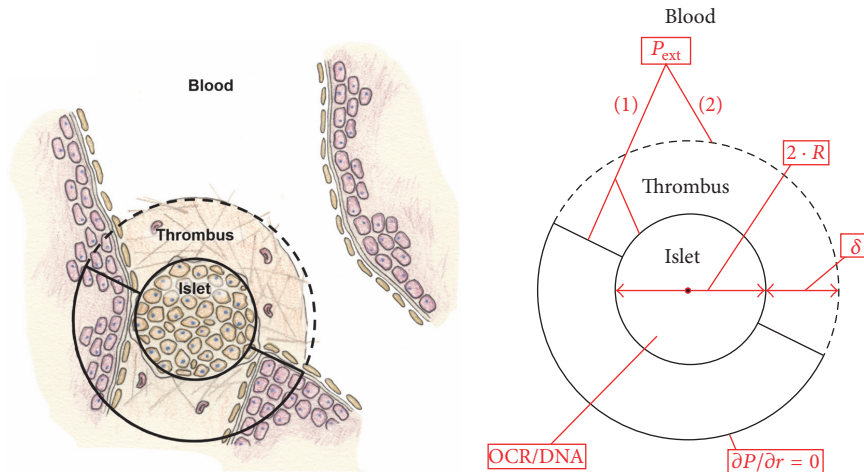 Blood
Thrombus
Islet
Blood
P_ext
(1)
(2)
2 · R
Thrombus
δ
Islet
OCR/DNA
∂P/∂r = 0